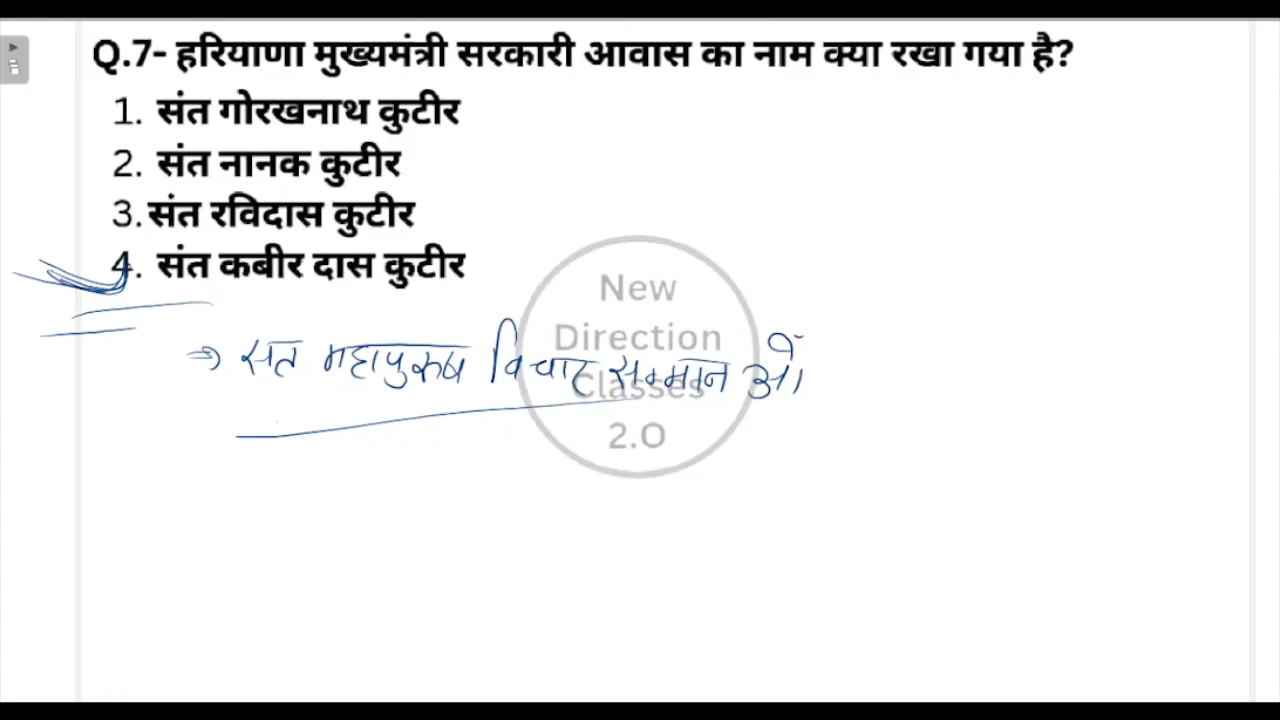 Q.7- हरियाणा मुख्यमंत्री सरकारी आवास का नाम क्या रखा गया है?
1. संत गोरखनाथ कुटीर
2. संत नानक कुटीर
3. संत रविदास कुटीर
4. संत कबीर दास कुटीर
⇒ संत महापुरुष विचार सम्मान
New
Direction
Classes
2.O